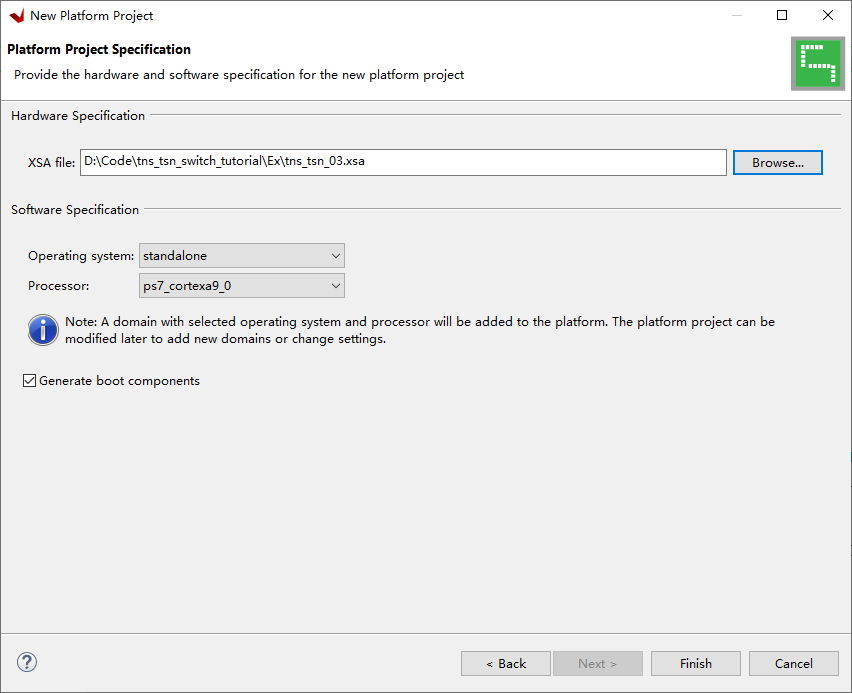 New Platform Project
Platform Project Specification
Provide the hardware and software specification for the new platform project
Hardware Specification
XSA file: D:\Code\tns_tsn_switch_tutorial\Ex\tns_tsn_03.xsa Browse...
Software Specification
Operating system: standalone
Processor: ps7_cortexa9_0
Note: A domain with selected operating system and processor will be added to the platform. The platform project can be
modified later to add new domains or change settings.
Generate boot components
? < Back Next > Finish Cancel